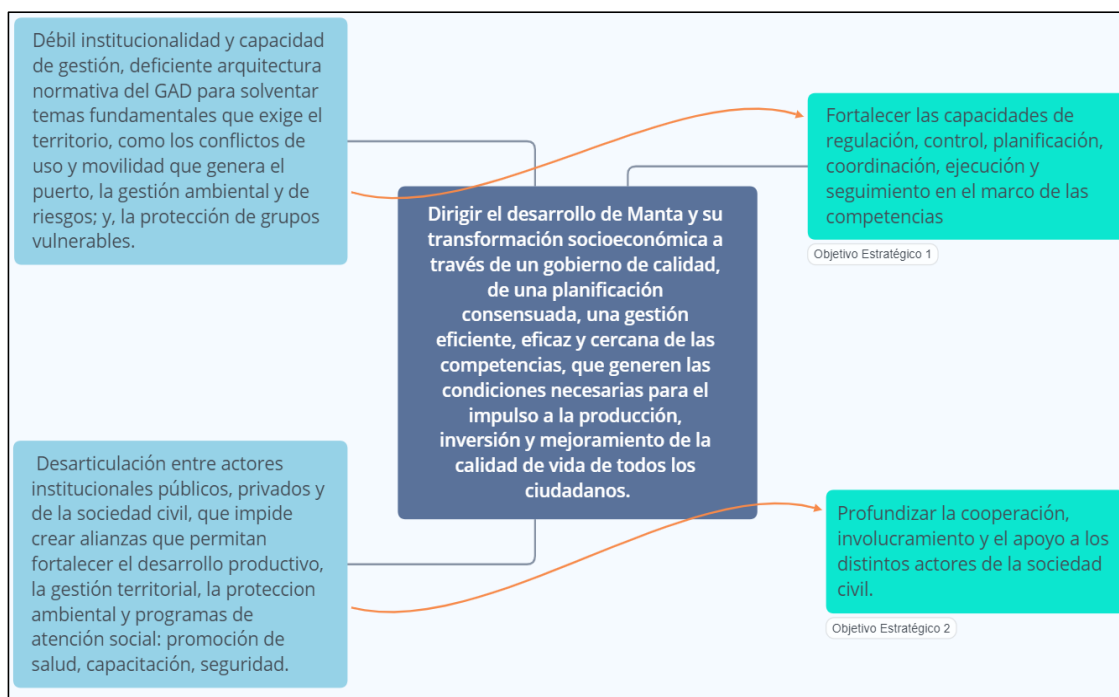 Débil institucionalidad y capacidad
de gestión, deficiente arquitectura
normativa del GAD para solventar
temas fundamentales que exige el
territorio, como los conflictos de
uso y movilidad que genera el
puerto, la gestión ambiental y de
riesgos; y, la protección de grupos
vulnerables.
Fortalecer las capacidades de
regulación, control, planificación,
coordinación, ejecución y
seguimiento en el marco de las
competencias
Objetivo Estratégico 1
Dirigir el desarrollo de Manta y su
transformación socioeconómica a
través de un gobierno de calidad,
de una planificación
consensuada, una gestión
eficiente, eficaz y cercana de las
competencias, que generen las
condiciones necesarias para el
impulso a la producción,
inversión y mejoramiento de la
calidad de vida de todos los
ciudadanos.
Desarticulación entre actores
institucionales públicos, privados y
de la sociedad civil, que impide
crear alianzas que permitan
fortalecer el desarrollo productivo,
la gestión territorial, la proteccion
ambiental y programas de
atención social: promoción de
salud, capacitación, seguridad.
Profundizar la cooperación,
involucramiento y el apoyo a los
distintos actores de la sociedad
civil.
Objetivo Estratégico 2